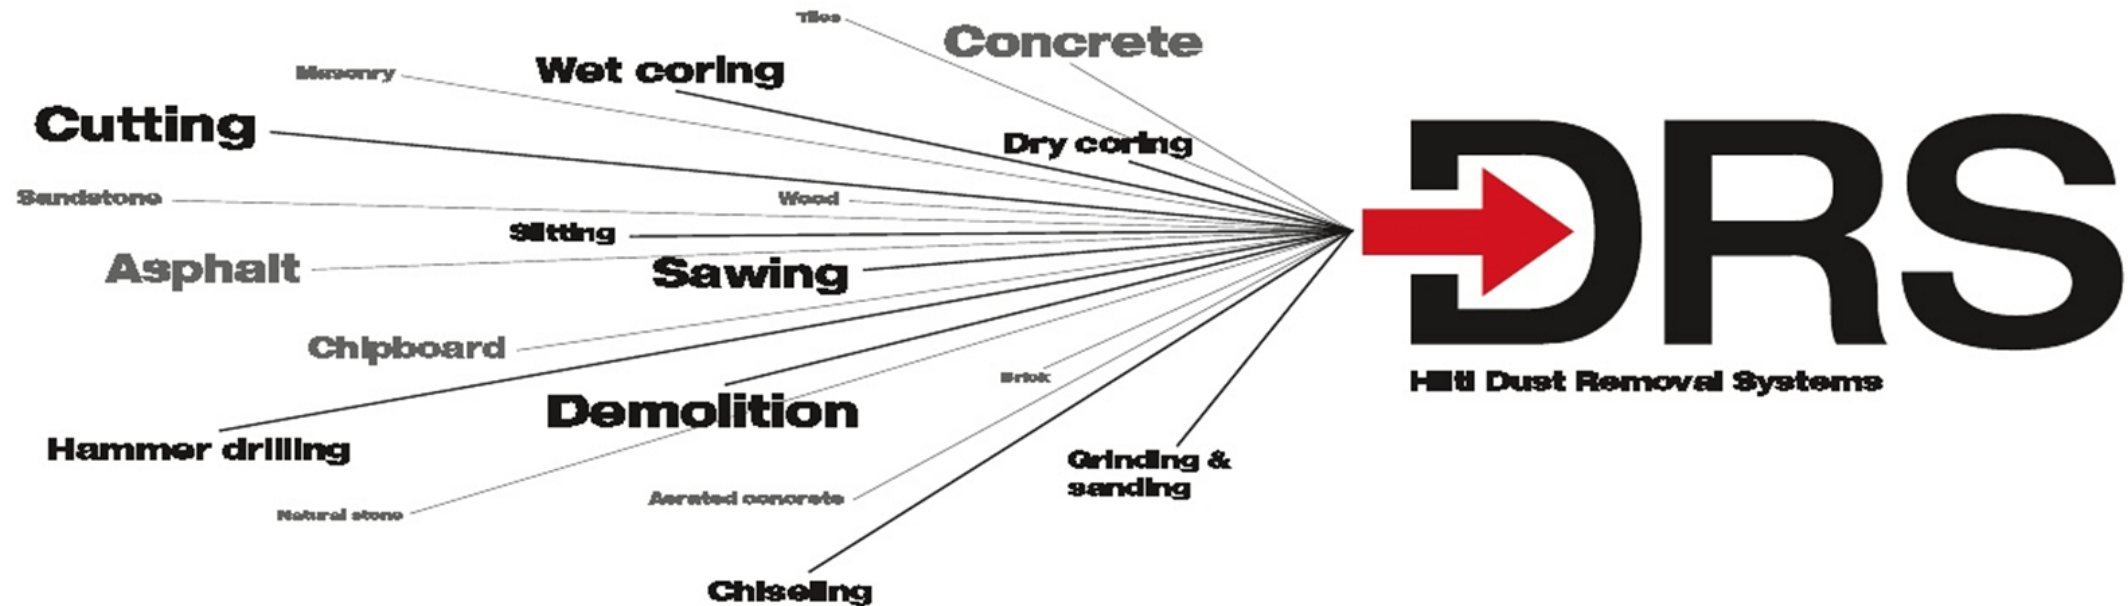 Tiles
Concrete
Wet coring
Masonry
Cutting
Dry coring
Sandstone
Wood
Slitting
Asphalt
Sawing
Chipboard
Brick
Demolition
Hammer drilling
Grinding &
sanding
Aerated concrete
Natural stone
Chiseling
DRS
Hilti Dust Removal Systems